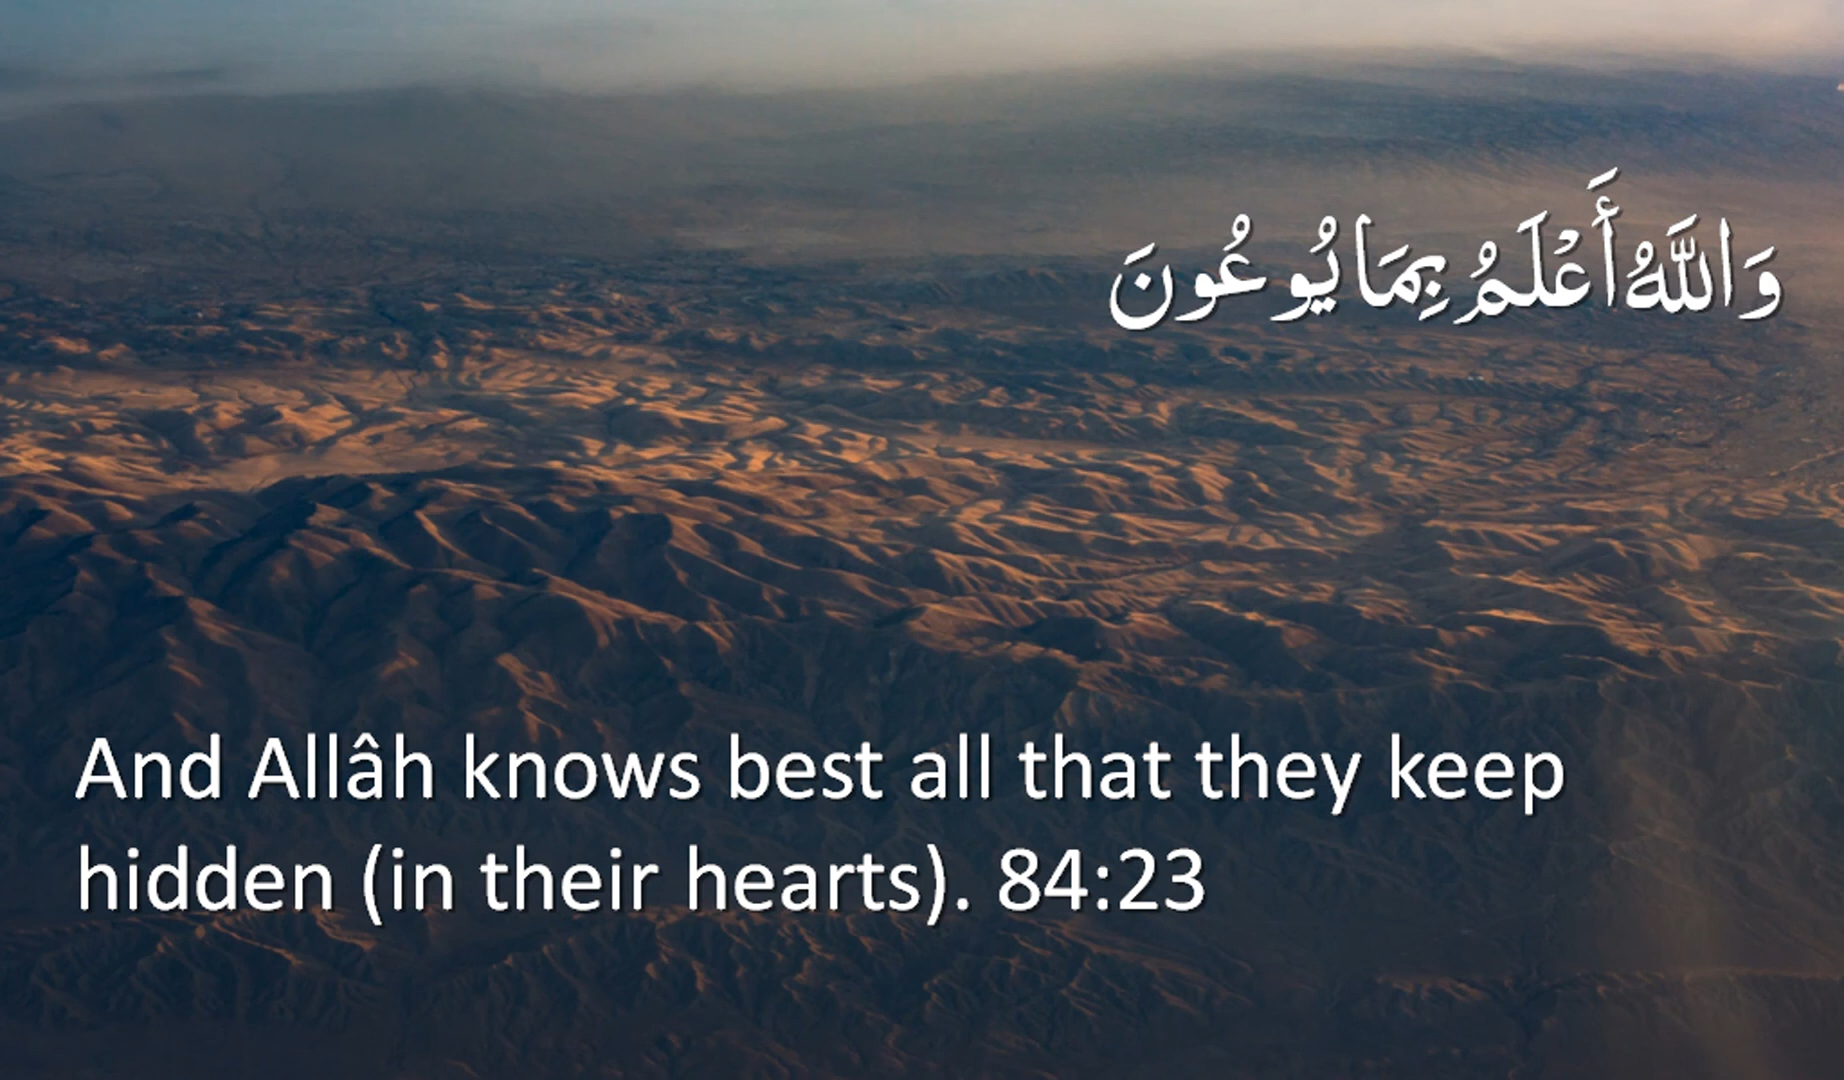 وَاللَّهُ أَعْلَمُ بِمَا يُوعُونَ
And Allâh knows best all that they keep
hidden (in their hearts). 84:23